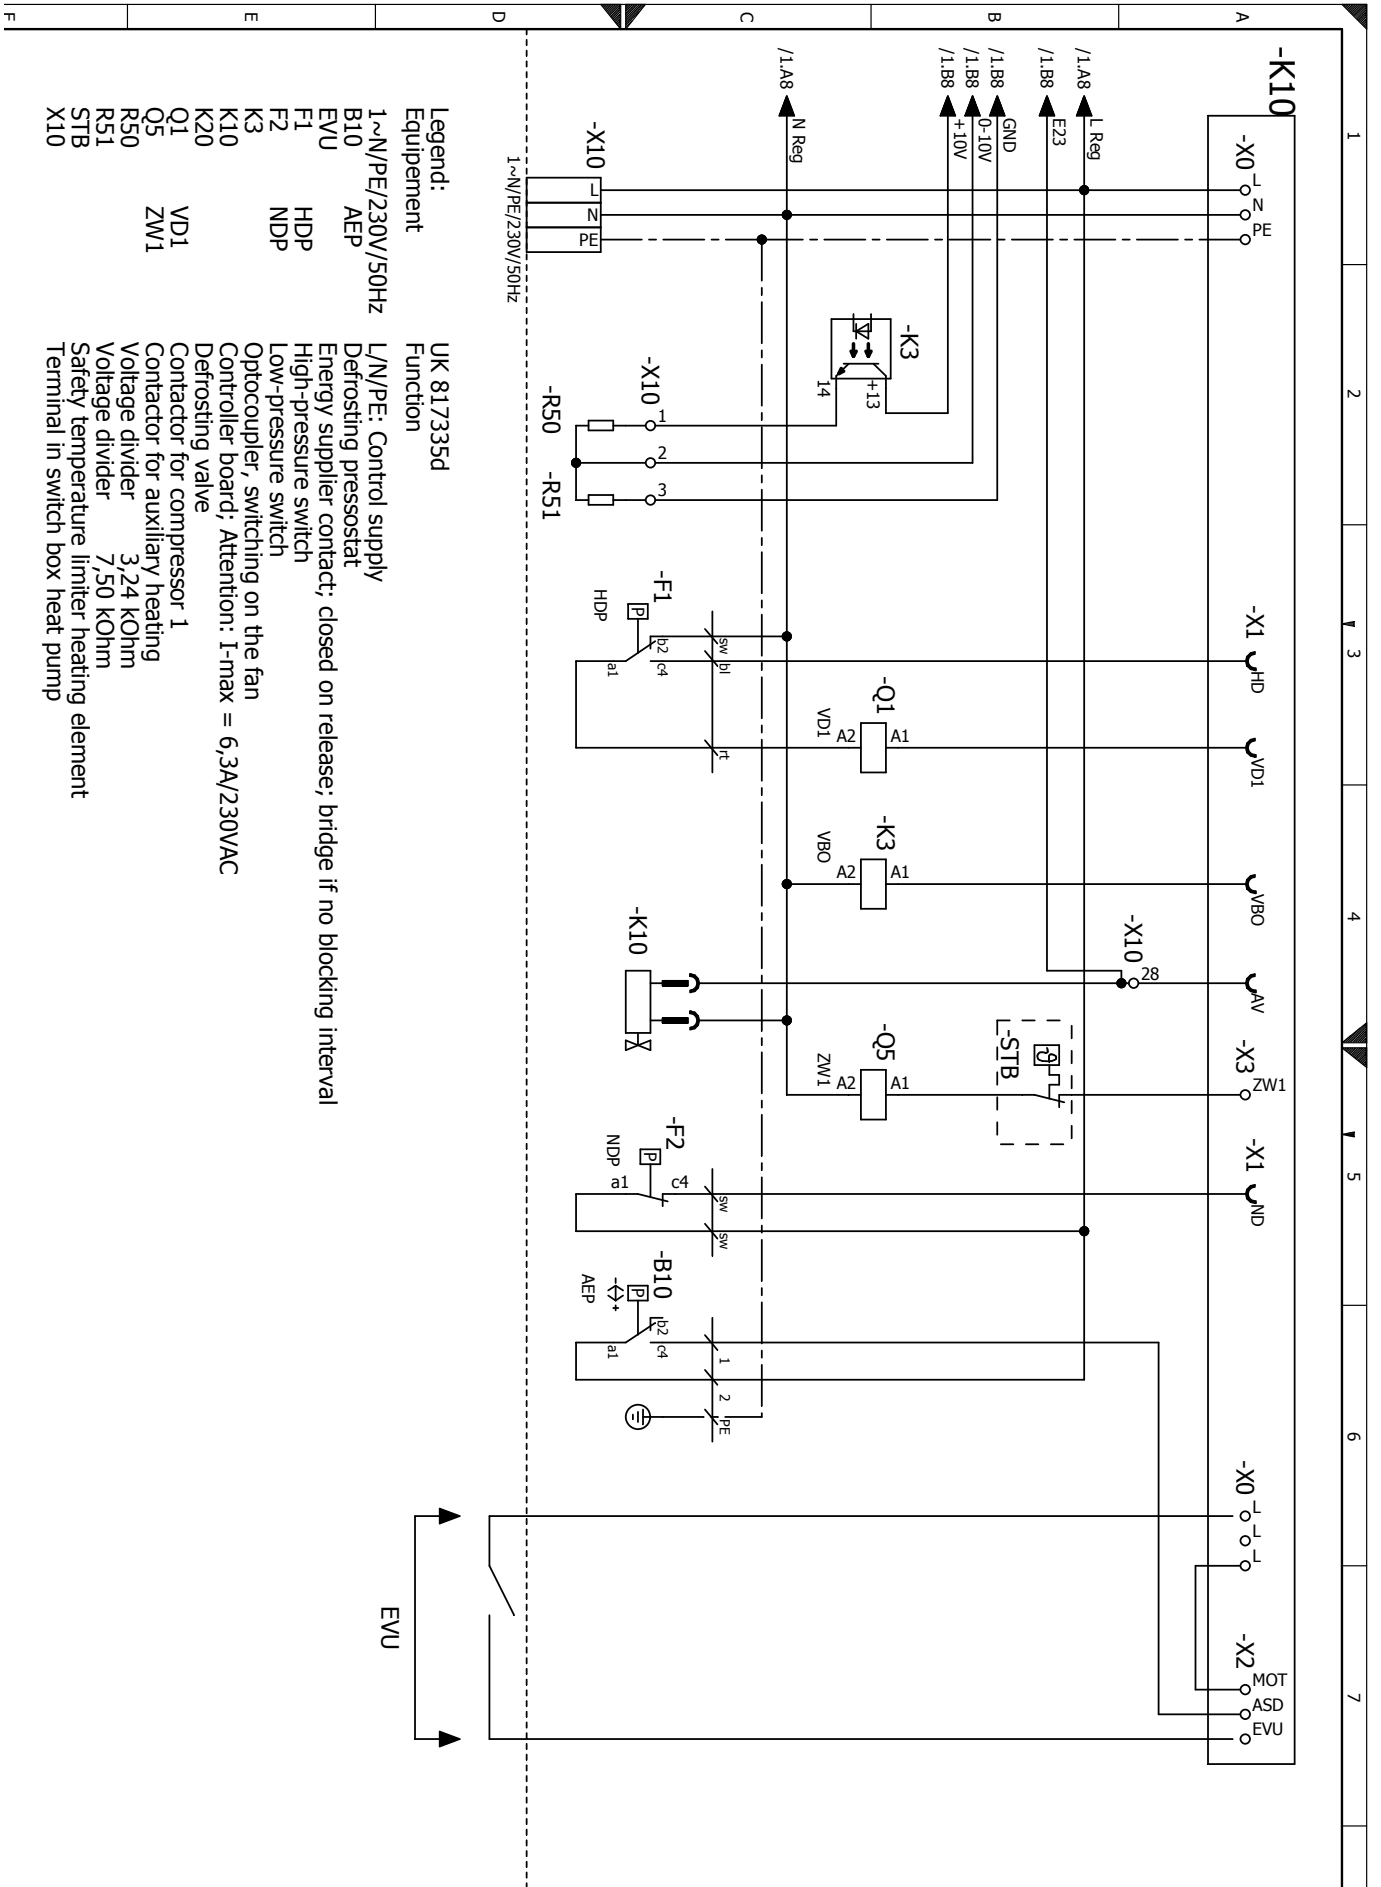 1
2
3
4
5
6
7
A
B
C
D
E
F
-K10
-X0
L
N
PE
-X1
HD
VD1
VBO
AV
-X3
ZW1
-X1
ND
-X0
L
L
L
-X2
MOT
ASD
EVU
/1.A8
L Reg
/1.B8
E23
/1.B8
GND
/1.B8
0-10V
/1.B8
+10V
/1.A8
N Reg
-X10
28
-STB
-K3
+13
14
-Q1
A1
A2
VD1
-K3
A1
A2
VBO
-Q5
A1
A2
ZW1
-X10
L
N
PE
1~N/PE/230V/50Hz
-X10
1
2
3
-R50
-R51
-F1
P
HDP
b2
c4
a1
sw
bl
rt
-K10
-F2
P
NDP
a1
c4
sw
sw
-B10
P
- +
AEP
b2
c4
a1
1
2
PE
EVU
Legend: UK 817335d
Equipement Function
1~N/PE/230V/50Hz L/N/PE: Control supply
B10 AEP Defrosting pressostat
EVU Energy supplier contact; closed on release; bridge if no blocking interval
F1 HDP High-pressure switch
F2 NDP Low-pressure switch
K3 Optocoupler, switching on the fan
K10 Controller board; Attention: I-max = 6,3A/230VAC
K20 Defrosting valve
Q1 VD1 Contactor for compressor 1
Q5 ZW1 Contactor for auxiliary heating
R50 Voltage divider 3,24 kOhm
R51 Voltage divider 7,50 kOhm
STB Safety temperature limiter heating element
X10 Terminal in switch box heat pump